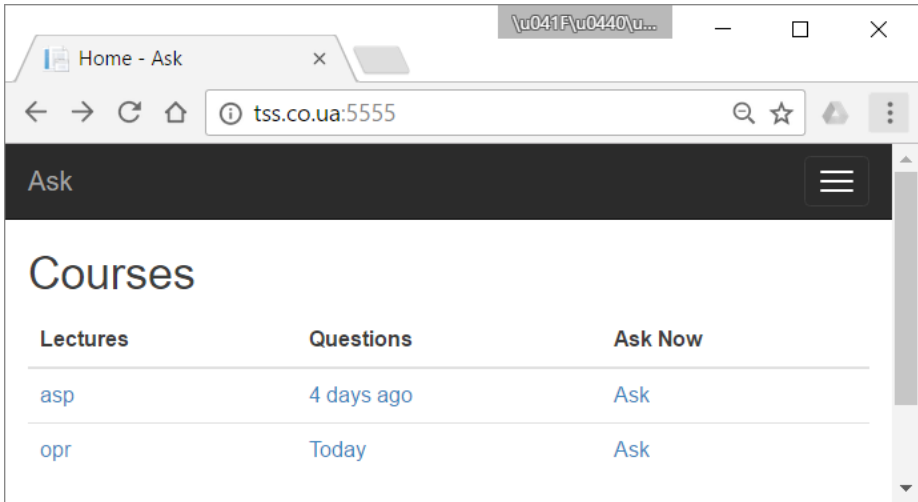 \u041F\u0440\u...
Home - Ask
tss.co.ua:5555
Ask
Courses
Lectures Questions Ask Now
asp 4 days ago Ask
opr Today Ask